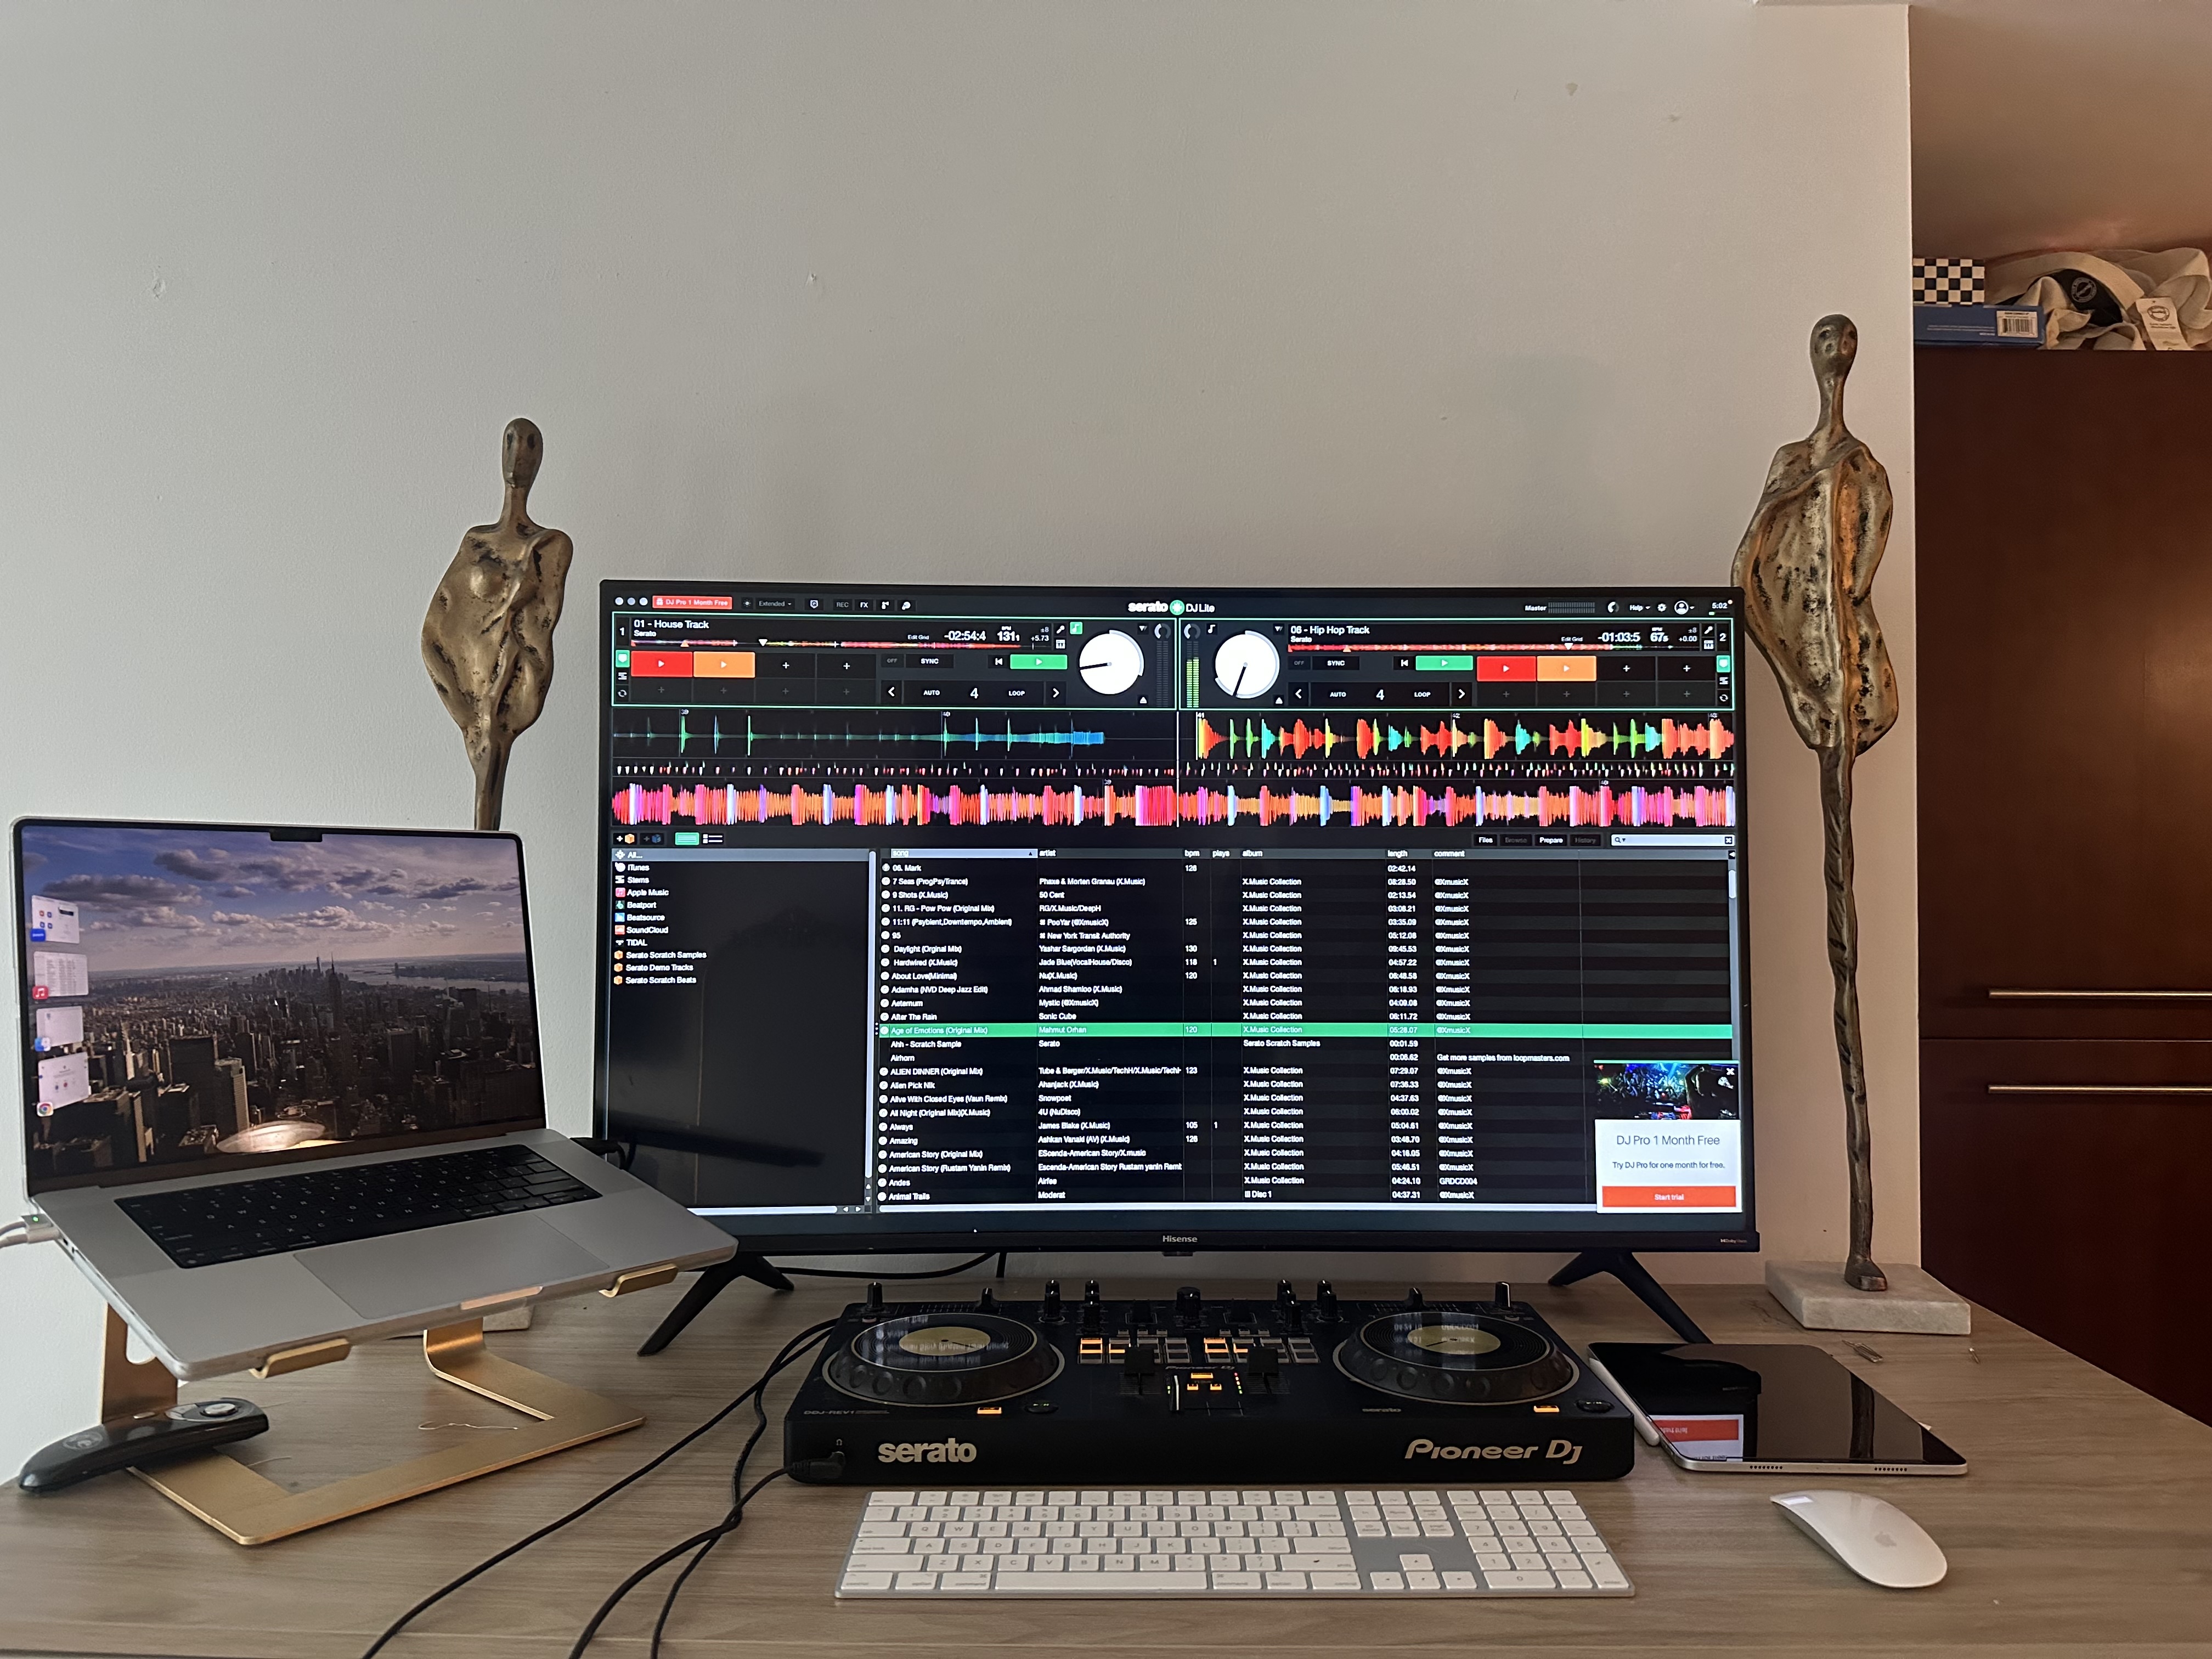 DJ Pro 1 Month Free
Extended
REC
FX
serato DJ Lite
Master
Help
5:02
1
01 - House Track
Serato
Edit Grid
-02:54:4
BPM
131
±8
+5.73
OFF
SYNC
AUTO
4
LOOP
06 - Hip Hop Track
Serato
Edit Grid
-01:03:5
BPM
67
±8
+0.00
2
OFF
SYNC
AUTO
4
LOOP
Files
Browse
Prepare
History
All...
iTunes
Stems
Apple Music
Beatport
Beatsource
SoundCloud
TIDAL
Serato Scratch Samples
Serato Demo Tracks
Serato Scratch Beats
song artist bpm plays album length comment
06. Mark 126 02:42.14
7 Seas (ProgPsyTrance) Phaxe & Morten Granau (X.Music) X.Music Collection 08:28.50 @XmusicX
9 Shots (X.Music) 50 Cent X.Music Collection 02:13.54 @XmusicX
11. RG - Pow Pow (Original Mix) RG/X.Music/DeepH X.Music Collection 03:08.21 @XmusicX
11:11 (Psybient,Downtempo,Ambient) PooYar (@XmusicX) 125 X.Music Collection 03:35.09 @XmusicX
95 New York Transit Authority X.Music Collection 05:12.08 @XmusicX
Daylight (Orginal Mix) Yashar Sargordan (X.Music) 130 X.Music Collection 09:45.53 @XmusicX
Hardwired (X.Music) Jade Blue(VocalHouse/Disco) 118 1 X.Music Collection 04:57.22 @XmusicX
About Love(Minimal) Nu(X.Music) 120 X.Music Collection 06:48.58 @XmusicX
Adamha (NVD Deep Jazz Edit) Ahmad Shamloo (X.Music) X.Music Collection 06:18.93 @XmusicX
Aeternum Mystic (@XmusicX) X.Music Collection 04:09.08 @XmusicX
After The Rain Sonic Cube X.Music Collection 08:11.72 @XmusicX
Age of Emotions (Original Mix) Mahmut Orhan 120 X.Music Collection 05:28.07 @XmusicX
Ahh - Scratch Sample Serato Serato Scratch Samples 00:01.59
Airhorn 00:06.62 Get more samples from loopmasters.com
ALIEN DINNER (Original Mix) Tube & Berger/X.Music/TechH/X.Music/TechH 123 X.Music Collection 07:29.07 @XmusicX
Alien Pick Nik Ahanjack (X.Music) X.Music Collection 07:36.33 @XmusicX
Alive With Closed Eyes (Vaun Remix) Snowpoet X.Music Collection 04:37.63 @XmusicX
All Night (Original Mix)(X.Music) 4U (NuDisco) X.Music Collection 06:00.02 @XmusicX
Always James Blake (X.Music) 105 1 X.Music Collection 05:04.61 @XmusicX
Amazing Ashkan Vanaki (AV) (X.Music) 126 X.Music Collection 03:48.70 @XmusicX
American Story (Original Mix) EScenda-American Story/X.music X.Music Collection 04:16.05 @XmusicX
American Story (Rustam Yanin Remix) Escenda-American Story Rustam yanin Remi X.Music Collection 05:46.51 @XmusicX
Andes Airfee X.Music Collection 04:24.10 GRDCD004
Animal Trails Moderat Disc 1 04:37.31 @XmusicX
DJ Pro 1 Month Free
Try DJ Pro for one month for free.
Start trial
Hisense
Pioneer Dj
DDJ-REV1
serato
serato
Pioneer Dj
Q W E R T Y U I O P
A S D F G H J K L
Z X C V B N M